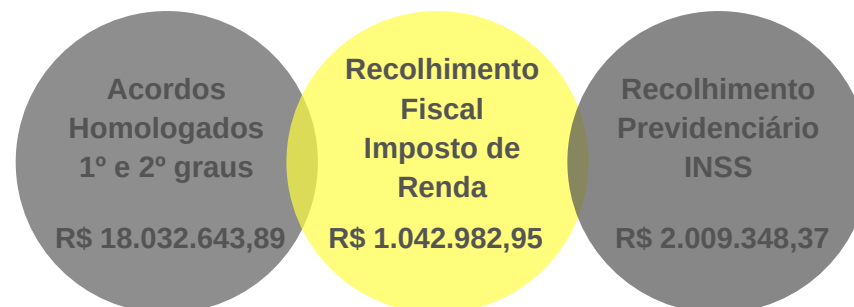 Acordos
Homologados
1º e 2º graus
R$ 18.032.643,89
Recolhimento
Fiscal
Imposto de
Renda
R$ 1.042.982,95
Recolhimento
Previdenciário
INSS
R$ 2.009.348,37